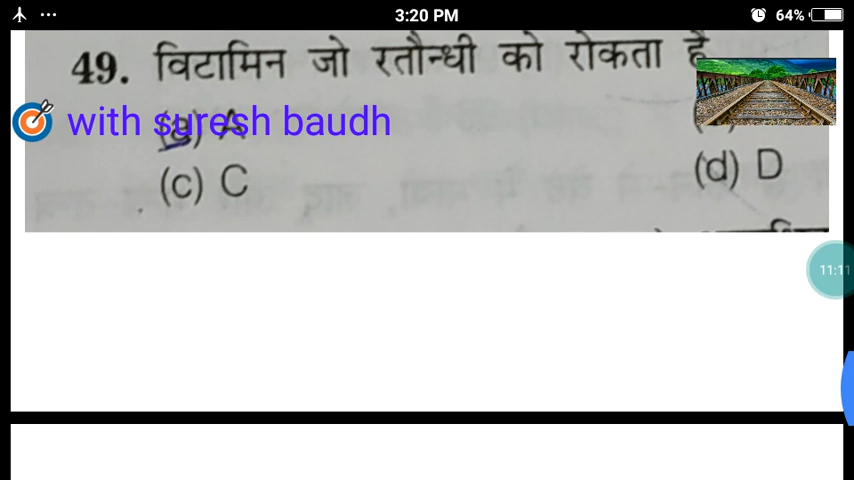 3:20 PM
64%
49. विटामिन जो रतौन्धी को रोकता है
with suresh baudh
(a) A
(c) C
(d) D
11:11